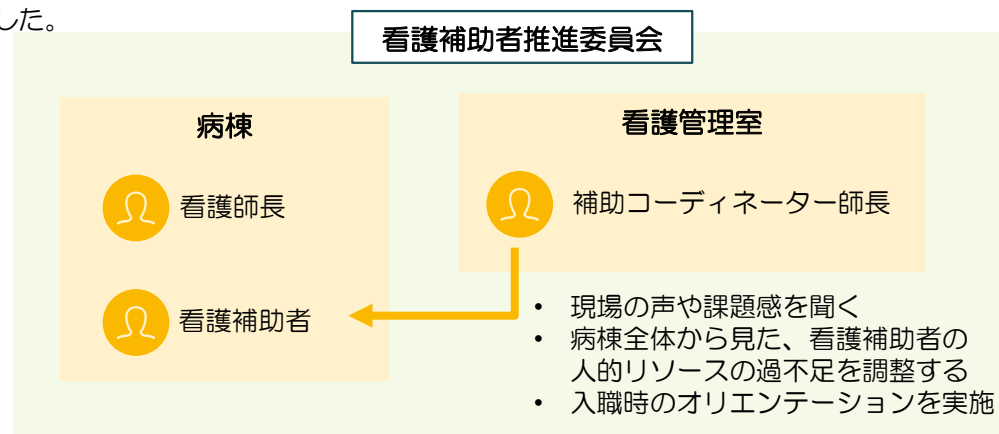 した。
看護補助者推進委員会
病棟
看護師長
看護補助者
看護管理室
補助コーディネーター師長
• 現場の声や課題感を聞く
• 病棟全体から見た、看護補助者の
人的リソースの過不足を調整する
• 入職時のオリエンテーションを実施